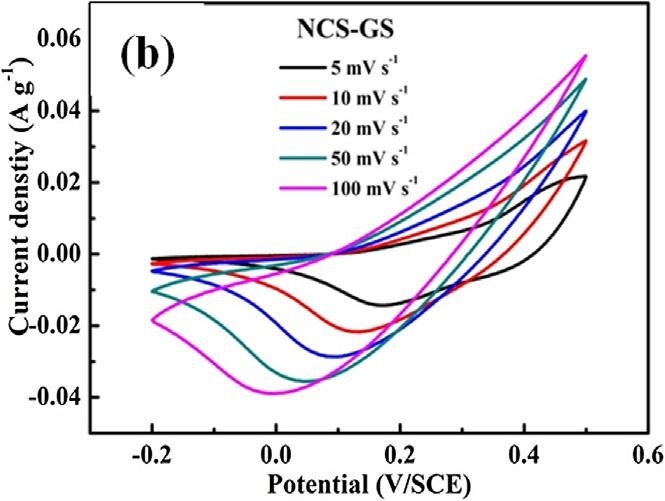 (b)
NCS-GS
5 mV s-1
10 mV s-1
20 mV s-1
50 mV s-1
100 mV s-1
Current denstiy (A g-1)
0.06
0.04
0.02
0.00
-0.02
-0.04
-0.2 0.0 0.2 0.4 0.6
Potential (V/SCE)